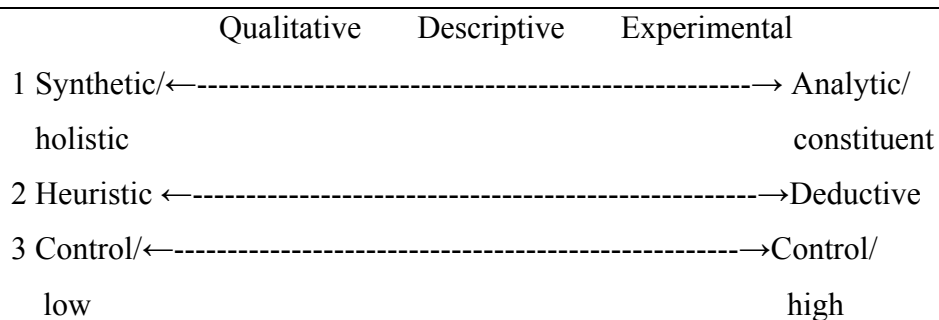 Qualitative Descriptive Experimental
1 Synthetic/←----------------------------------------------------→ Analytic/
holistic constituent
2 Heuristic ←-----------------------------------------------------→Deductive
3 Control/←-----------------------------------------------------→Control/
low high